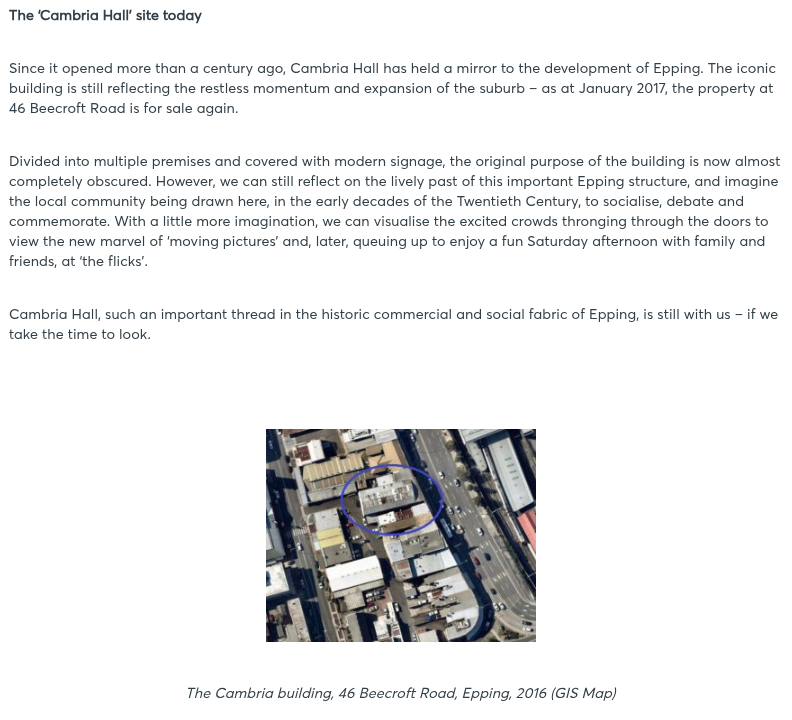 The ‘Cambria Hall’ site today
Since it opened more than a century ago, Cambria Hall has held a mirror to the development of Epping. The iconic
building is still reflecting the restless momentum and expansion of the suburb – as at January 2017, the property at
46 Beecroft Road is for sale again.
Divided into multiple premises and covered with modern signage, the original purpose of the building is now almost
completely obscured. However, we can still reflect on the lively past of this important Epping structure, and imagine
the local community being drawn here, in the early decades of the Twentieth Century, to socialise, debate and
commemorate. With a little more imagination, we can visualise the excited crowds thronging through the doors to
view the new marvel of ‘moving pictures’ and, later, queuing up to enjoy a fun Saturday afternoon with family and
friends, at ‘the flicks’.
Cambria Hall, such an important thread in the historic commercial and social fabric of Epping, is still with us – if we
take the time to look.
The Cambria building, 46 Beecroft Road, Epping, 2016 (GIS Map)